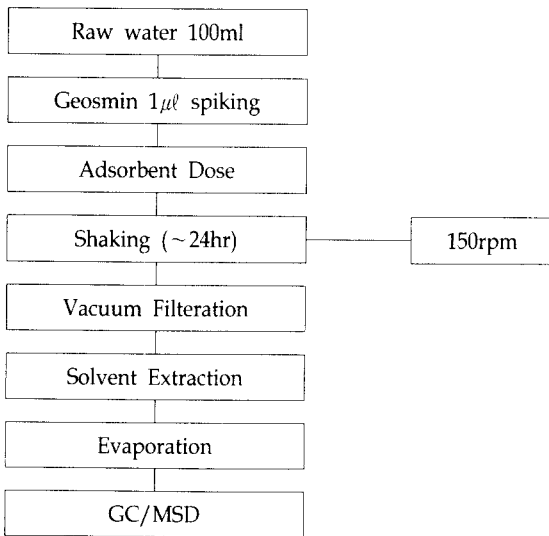 Raw water 100ml
Geosmin 1㎕ spiking
Adsorbent Dose
Shaking (~24hr)
150rpm
Vacuum Filteration
Solvent Extraction
Evaporation
GC/MSD